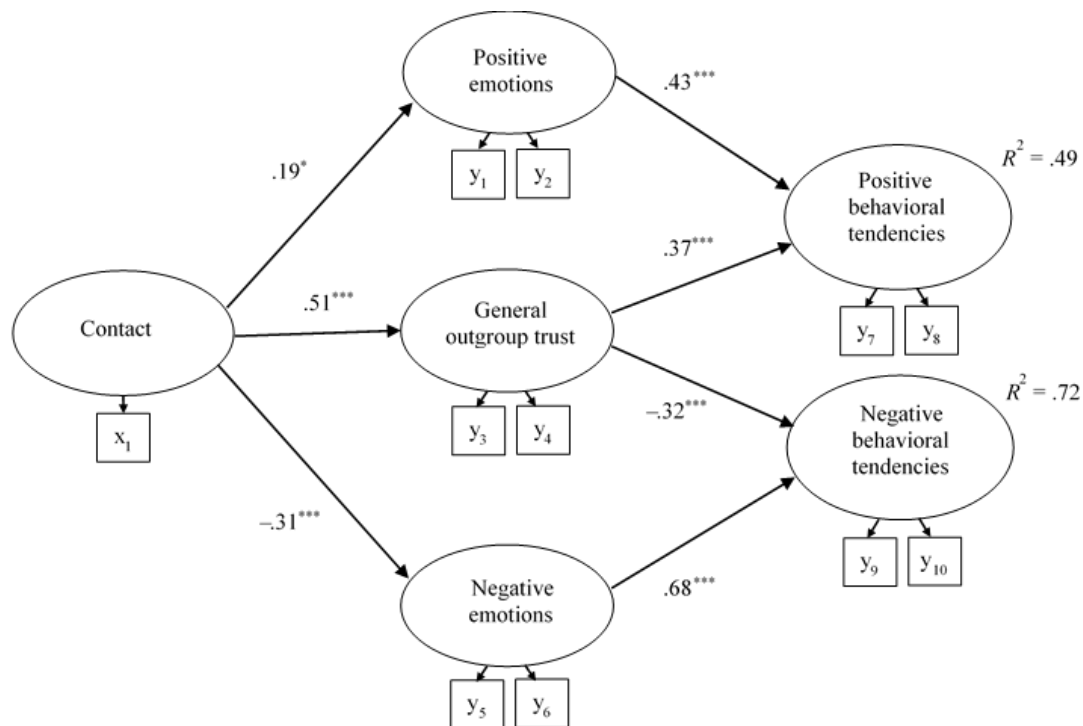 Positive
emotions
y₁ y₂
.43***
.19*
R² = .49
Positive
behavioral
tendencies
y₇ y₈
.37***
Contact
x₁
.51***
General
outgroup trust
y₃ y₄
–.32***
R² = .72
Negative
behavioral
tendencies
y₉ y₁₀
–.31***
Negative
emotions
y₅ y₆
.68***